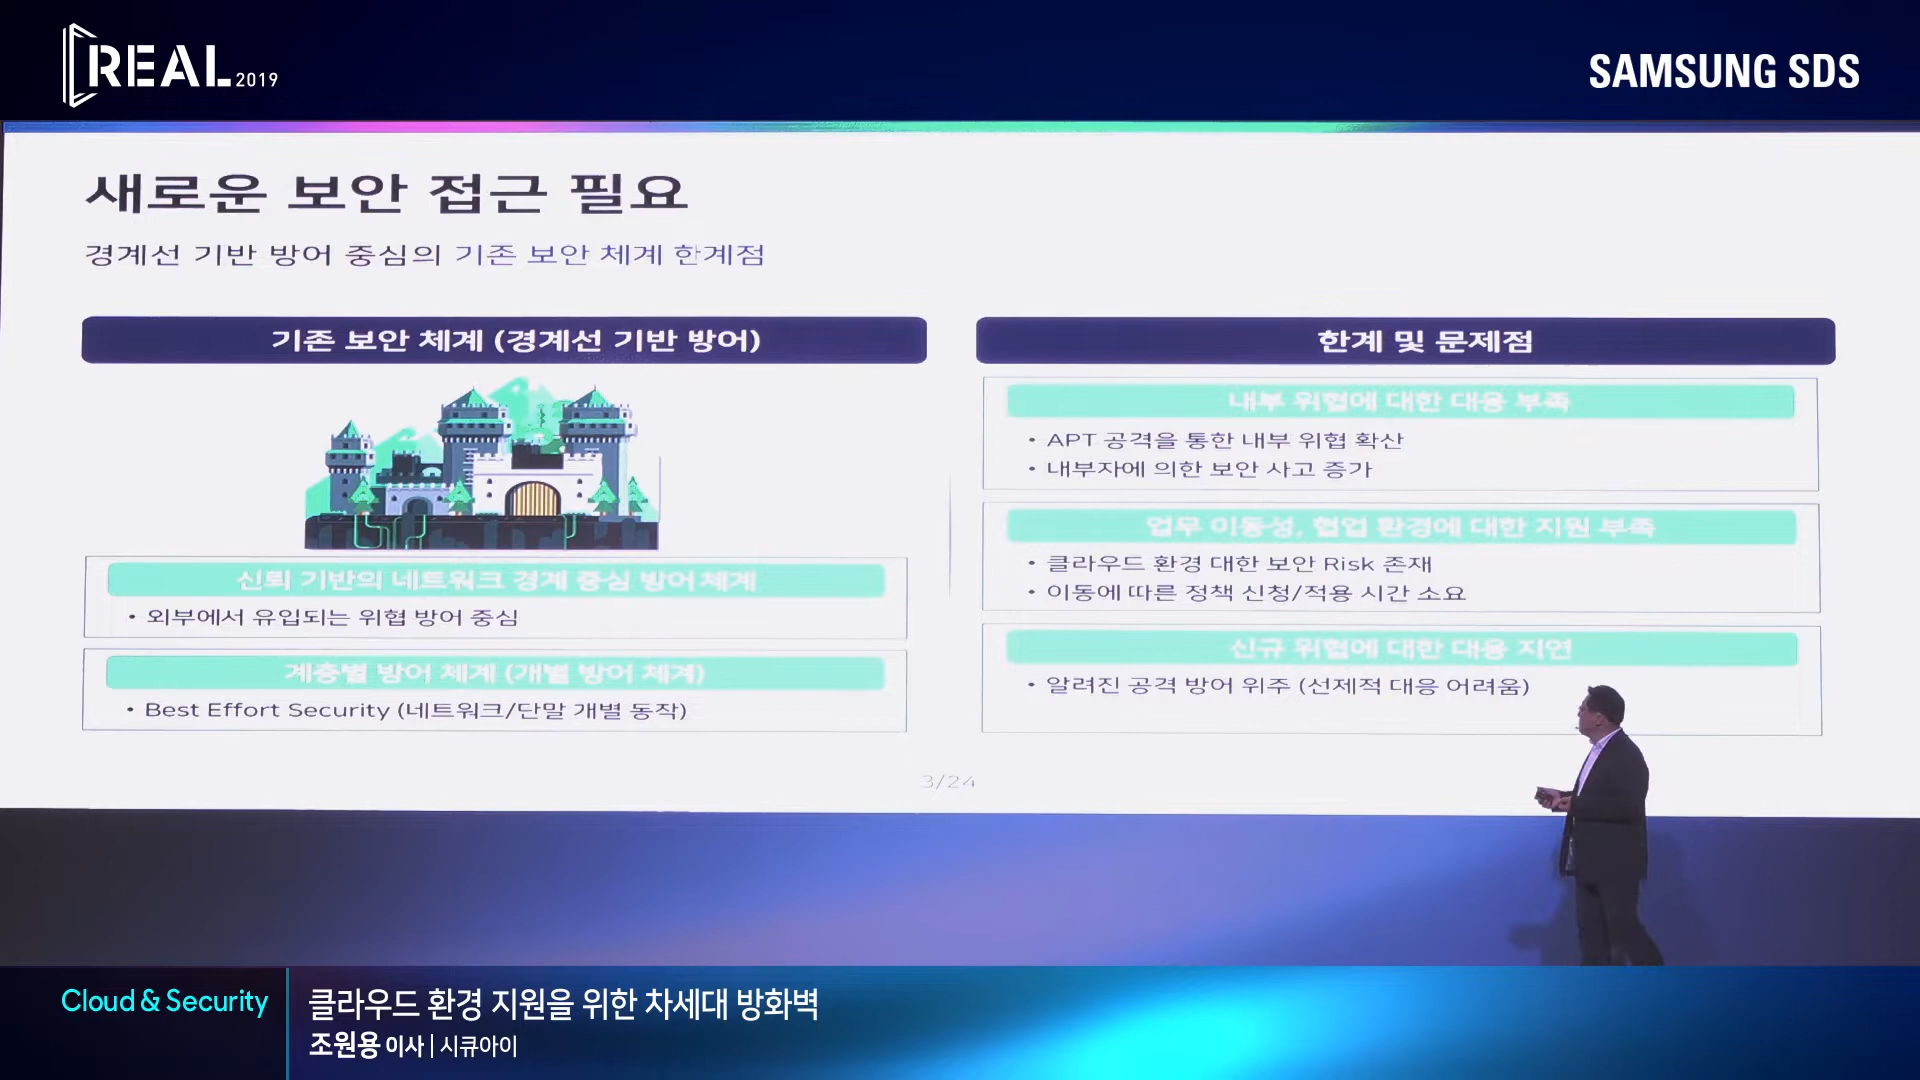 REAL 2019
SAMSUNG SDS
새로운 보안 접근 필요
경계선 기반 방어 중심의 기존 보안 체계 한계점
기존 보안 체계 (경계선 기반 방어)
신뢰 기반의 네트워크 경계 중심 방어 체계
• 외부에서 유입되는 위협 방어 중심
계층별 방어 체계 (개별 방어 체계)
• Best Effort Security (네트워크/단말 개별 동작)
한계 및 문제점
내부 위협에 대한 대응 부족
• APT 공격을 통한 내부 위협 확산
• 내부자에 의한 보안 사고 증가
업무 이동성, 협업 환경에 대한 지원 부족
• 클라우드 환경 대한 보안 Risk 존재
• 이동에 따른 정책 신청/적용 시간 소요
신규 위협에 대한 대응 지연
• 알려진 공격 방어 위주 (선제적 대응 어려움)
3/24
Cloud & Security
클라우드 환경 지원을 위한 차세대 방화벽
조원용 이사 | 시큐아이